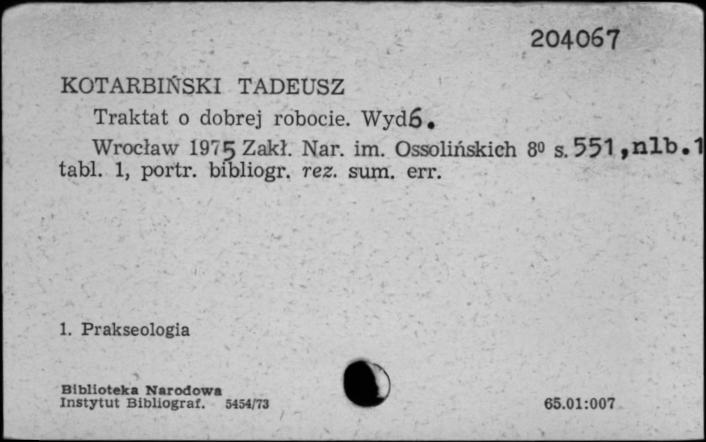 204067
KOTARBIŃSKI TADEUSZ
Traktat o dobrej robocie. Wyd6.
Wrocław 1975 Zakł. Nar. im. Ossolińskich 8⁰ s. 551,nlb.1
tabl. 1, portr. bibliogr. rez. sum. err.
1. Prakseologia
Biblioteka Narodowa
Instytut Bibliograf. 5454/73
65.01:007